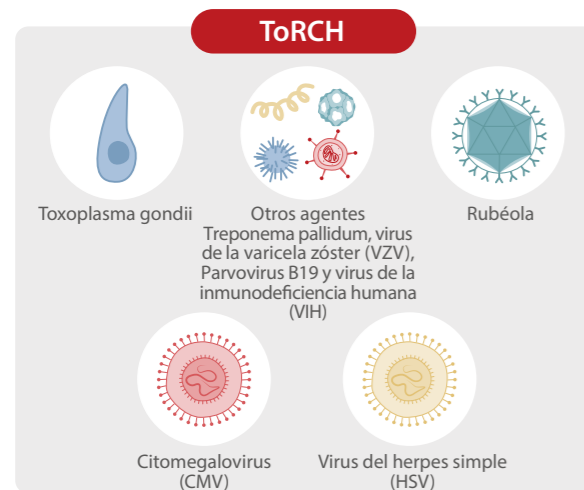 ToRCH
Toxoplasma gondii
Otros agentes
Treponema pallidum, virus
de la varicela zóster (VZV),
Parvovirus B19 y virus de la
inmunodeficiencia humana
(VIH)
Rubéola
Citomegalovirus
(CMV)
Virus del herpes simple
(HSV)